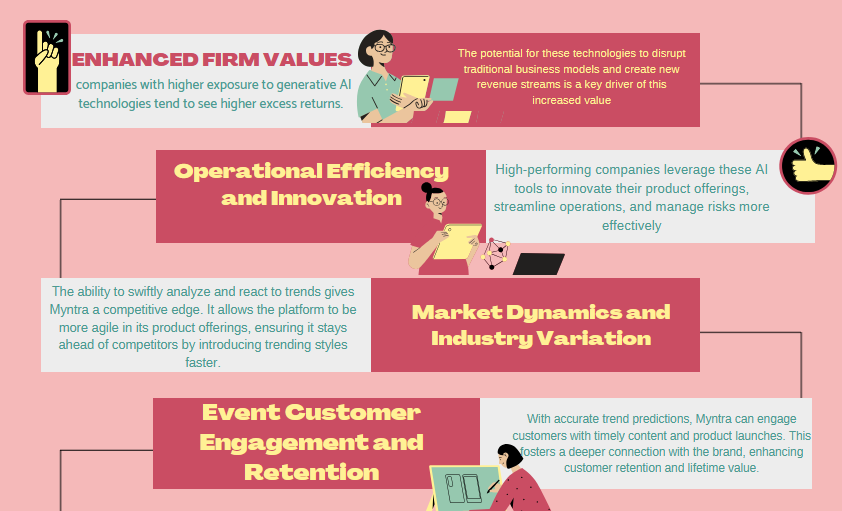 ENHANCED FIRM VALUES
companies with higher exposure to generative AI
technologies tend to see higher excess returns.
The potential for these technologies to disrupt
traditional business models and create new
revenue streams is a key driver of this
increased value
Operational Efficiency
and Innovation
High-performing companies leverage these AI
tools to innovate their product offerings,
streamline operations, and manage risks more
effectively
The ability to swiftly analyze and react to trends gives
Myntra a competitive edge. It allows the platform to be
more agile in its product offerings, ensuring it stays
ahead of competitors by introducing trending styles
faster.
Market Dynamics and
Industry Variation
Event Customer
Engagement and
Retention
With accurate trend predictions, Myntra can engage
customers with timely content and product launches. This
fosters a deeper connection with the brand, enhancing
customer retention and lifetime value.